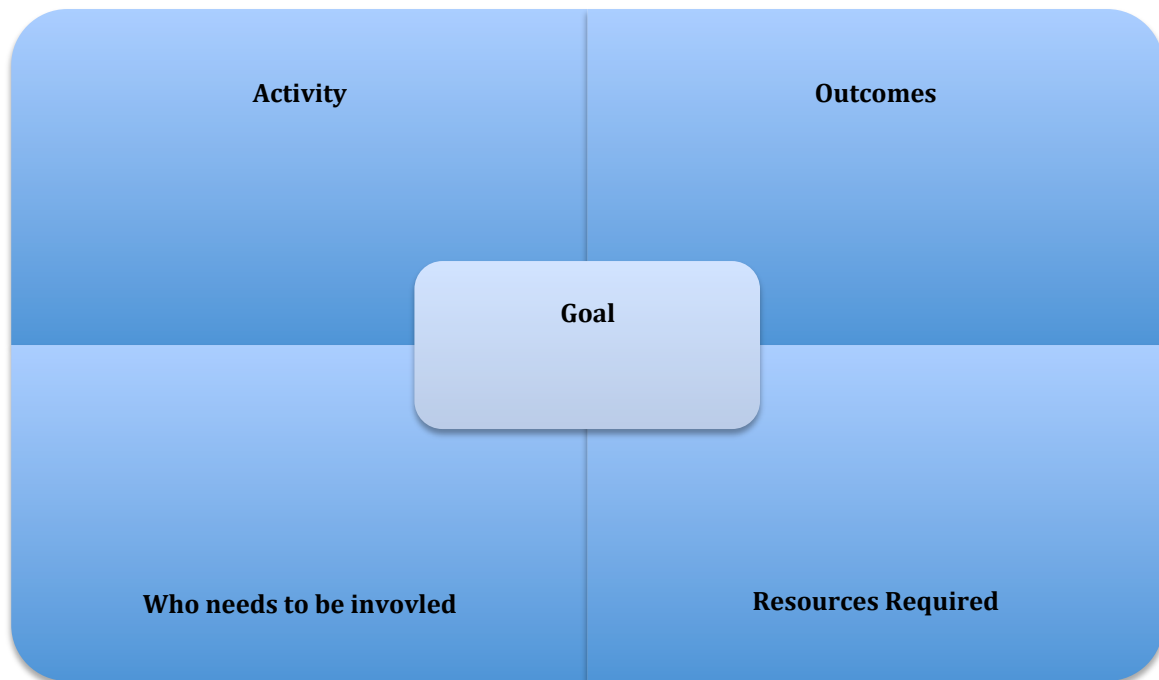 Activity
Outcomes
Goal
Who needs to be invovled
Resources Required